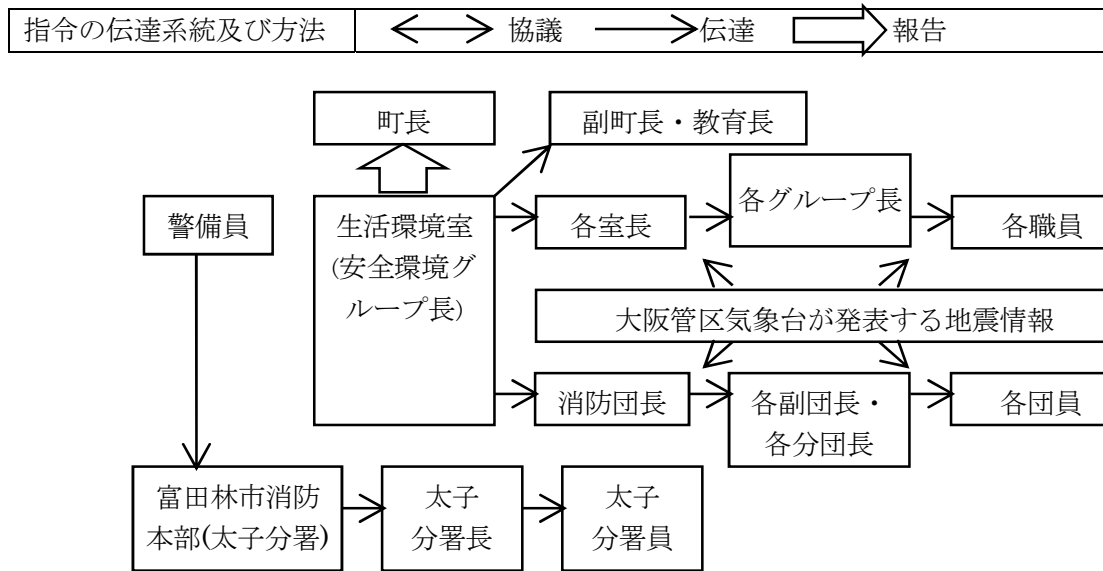 指令の伝達系統及び方法
協議
伝達
報告
町長
副町長・教育長
警備員
生活環境室
(安全環境グ
ループ長)
各室長
各グループ長
各職員
大阪管区気象台が発表する地震情報
消防団長
各副団長・
各分団長
各団員
富田林市消防
本部(太子分署)
太子
分署長
太子
分署員